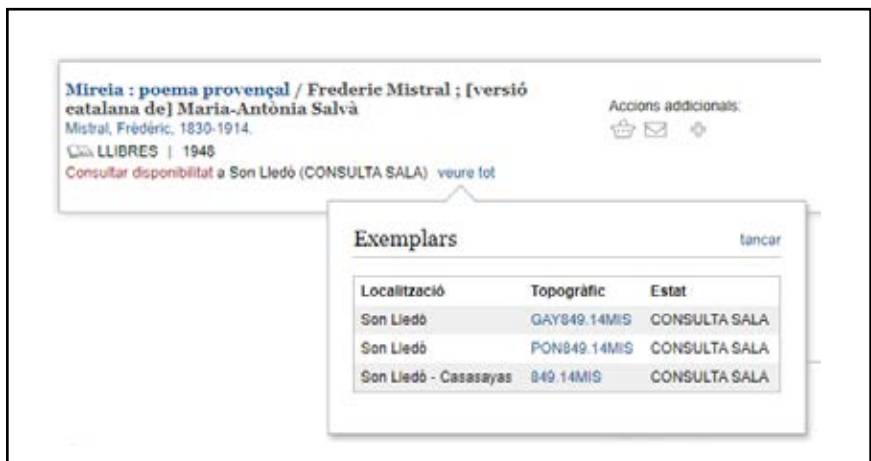 Mireia : poema provençal / Frederic Mistral ; [versió
catalana de] Maria-Antònia Salvà
Mistral, Frédéric, 1830-1914.
LLIBRES | 1948
Consultar disponibilitat a Son Lledó (CONSULTA SALA) veure tot
Accions addicionals:
Exemplars tancar
Localització Topogràfic Estat
Son Lledó GAY849.14MIS CONSULTA SALA
Son Lledó PON849.14MIS CONSULTA SALA
Son Lledó - Casasayas 849.14MIS CONSULTA SALA